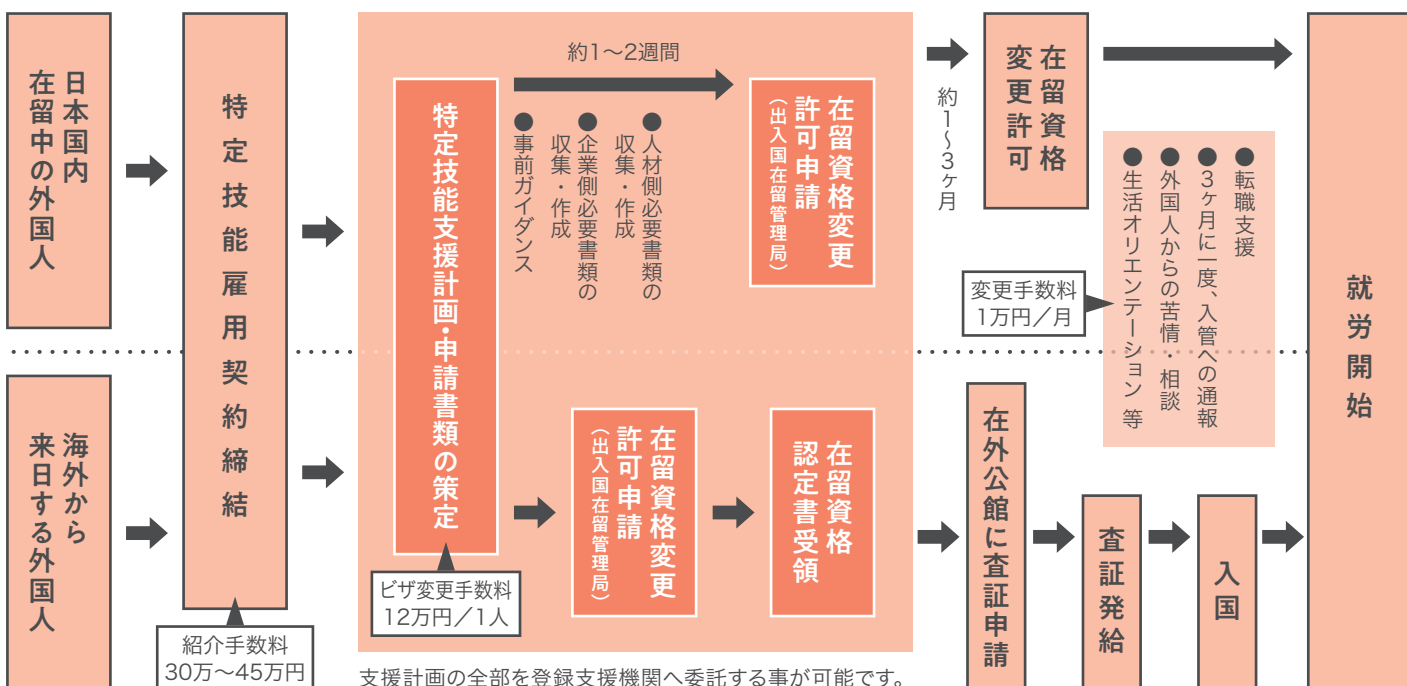 日本国内
在留中の外国人
海外から
来日する外国人
特定技能雇用契約締結
紹介手数料
30万〜45万円
特定技能支援計画・申請書類の策定
ビザ変更手数料
12万円／1人
約1〜2週間
●人材側必要書類の
収集・作成
●企業側必要書類の
収集・作成
●事前ガイダンス
在留資格変更
許可申請
（出入国在留管理局）
在留資格変更
許可申請
（出入国在留管理局）
在留資格
認定書受領
支援計画の全部を登録支援機関へ委託する事が可能です。
約1〜3ヶ月
在留資格
変更許可
●転職支援
●3ヶ月に一度、入管への通報
●外国人からの苦情・相談
●生活オリエンテーション 等
変更手数料
1万円／月
在外公館に査証申請
査証発給
入国
就労開始